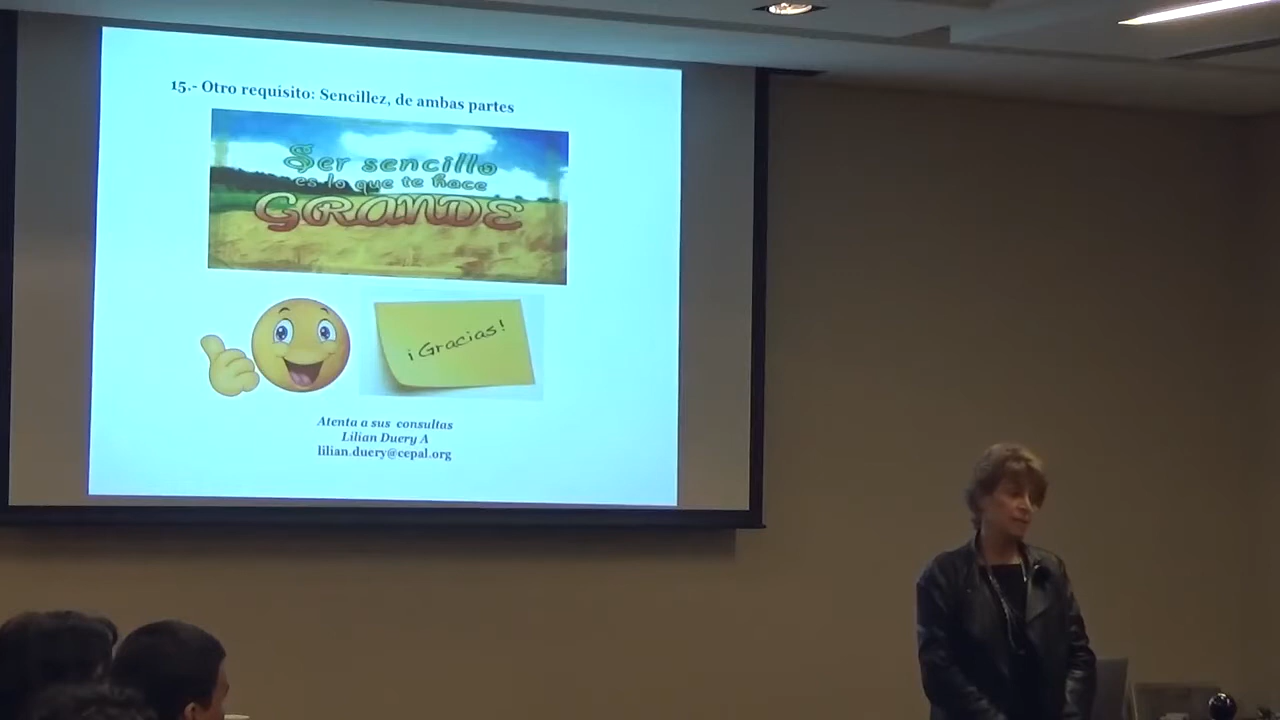 15.- Otro requisito: Sencillez, de ambas partes
Ser sencillo
es lo que te hace
GRANDE
¡Gracias!
Atenta a sus consultas
Lilian Duery A
lilian.duery@cepal.org